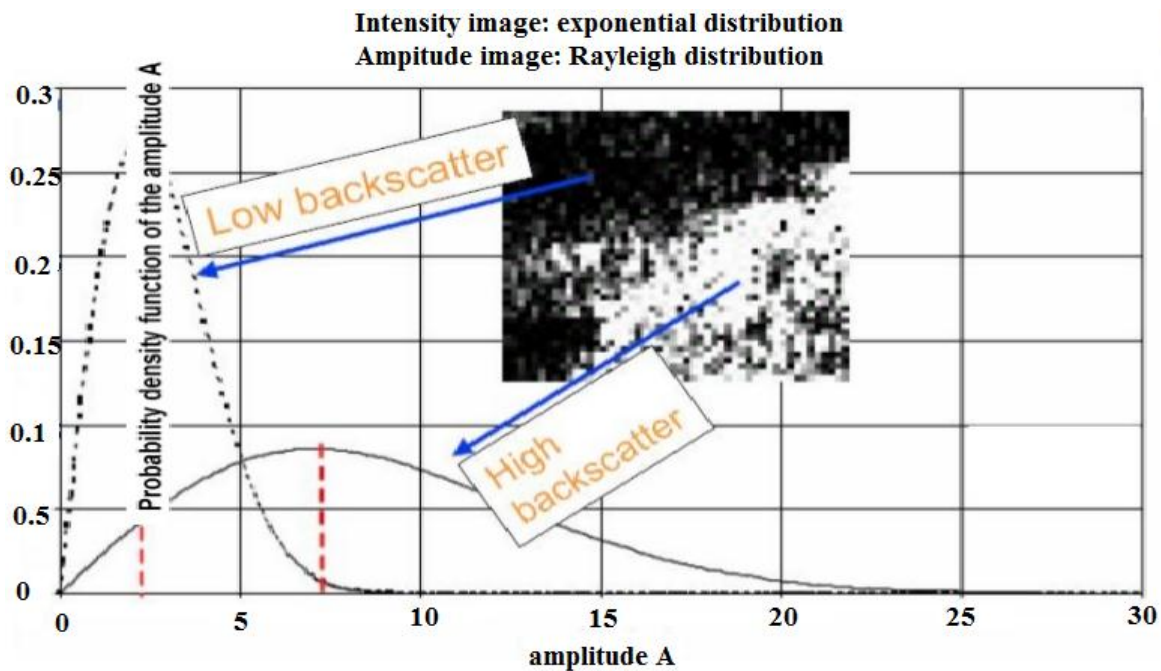 Intensity image: exponential distribution
Ampitude image: Rayleigh distribution
Probability density function of the amplitude A
0.3
0.25
0.2
0.15
0.1
0.5
0
Low backscatter
High
backscatter
0 5 10 15 20 25 30
amplitude A